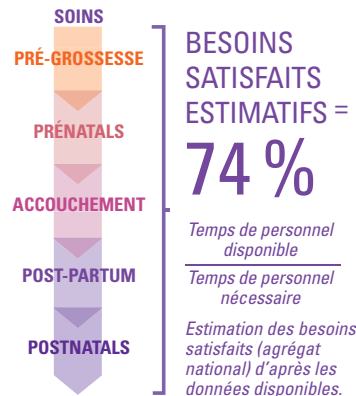 SOINS
PRÉ-GROSSESSE
PRÉNATALS
ACCOUCHEMENT
POST-PARTUM
POSTNATALS
BESOINS
SATISFAITS
ESTIMATIFS =
74 %
Temps de personnel
disponible
Temps de personnel
nécessaire
Estimation des besoins
satisfaits (agrégat
national) d’après les
données disponibles.